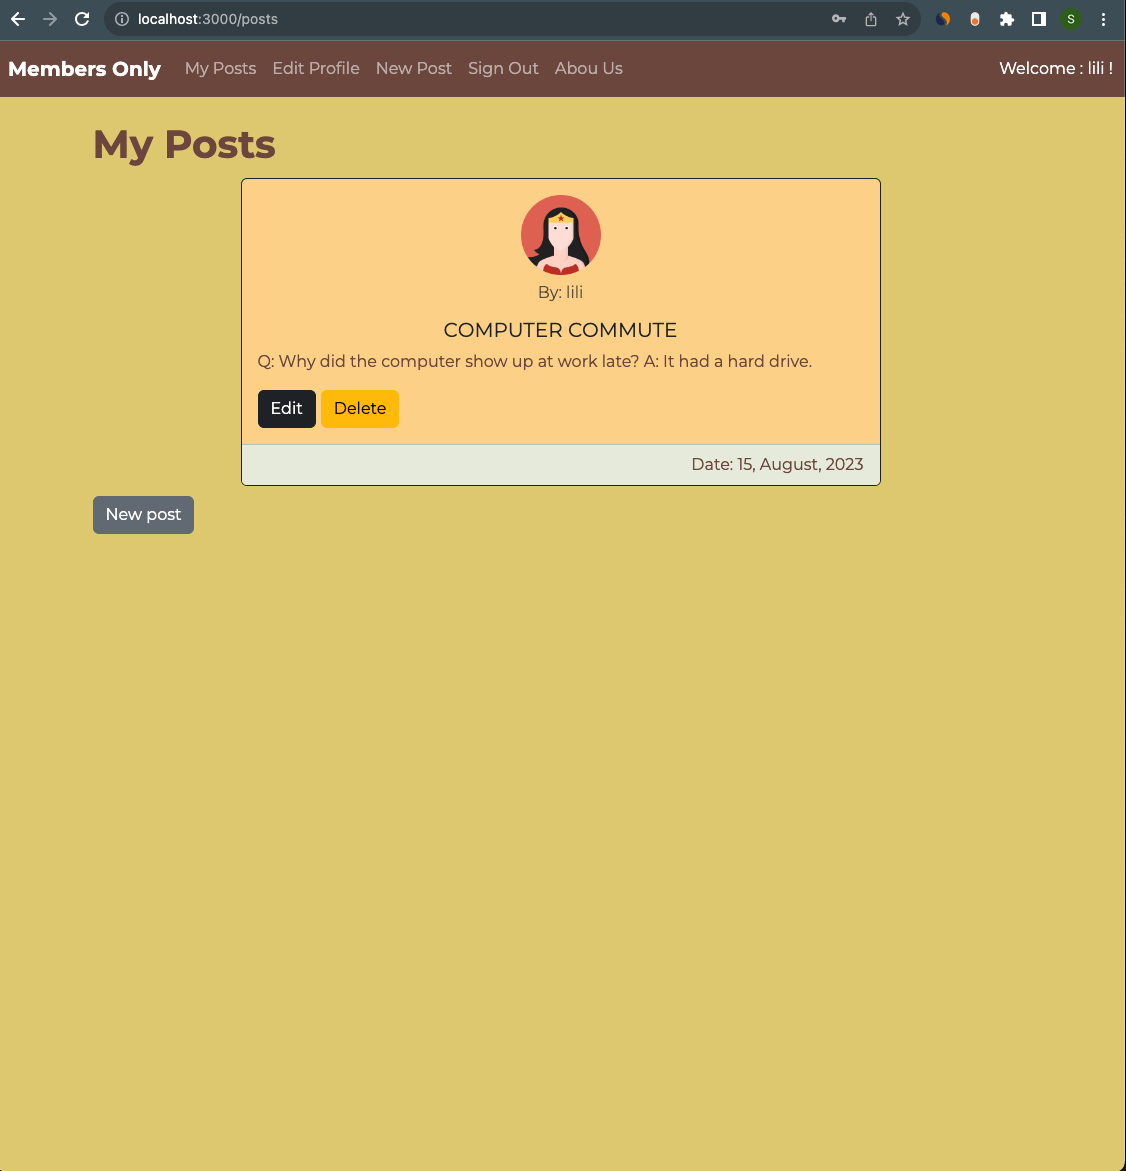 localhost:3000/posts
S
Members Only My Posts Edit Profile New Post Sign Out Abou Us Welcome : lili !
My Posts
By: lili
COMPUTER COMMUTE
Q: Why did the computer show up at work late? A: It had a hard drive.
Edit Delete
Date: 15, August, 2023
New post